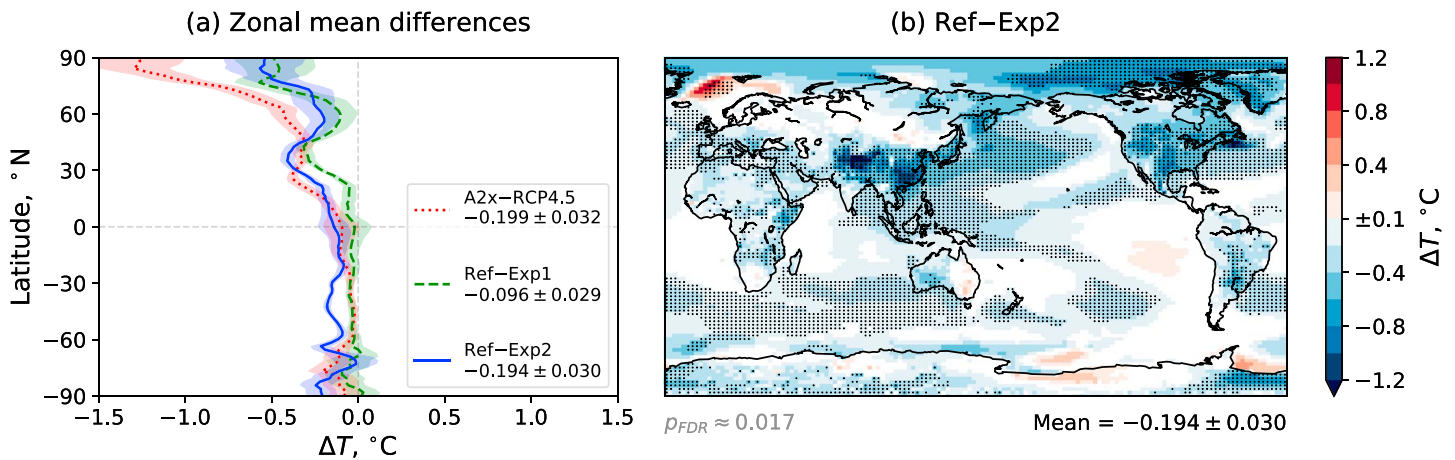 (a) Zonal mean differences
90
60
30
0
−30
−60
−90
Latitude, °N
−1.5
−1.0
−0.5
0.0
0.5
1.0
1.5
ΔT, °C
A2x−RCP4.5
−0.199 ± 0.032
Ref−Exp1
−0.096 ± 0.029
Ref−Exp2
−0.194 ± 0.030
(b) Ref−Exp2
p_FDR ≈ 0.017
Mean = −0.194 ± 0.030
1.2
0.8
0.4
±0.1
−0.4
−0.8
−1.2
ΔT, °C